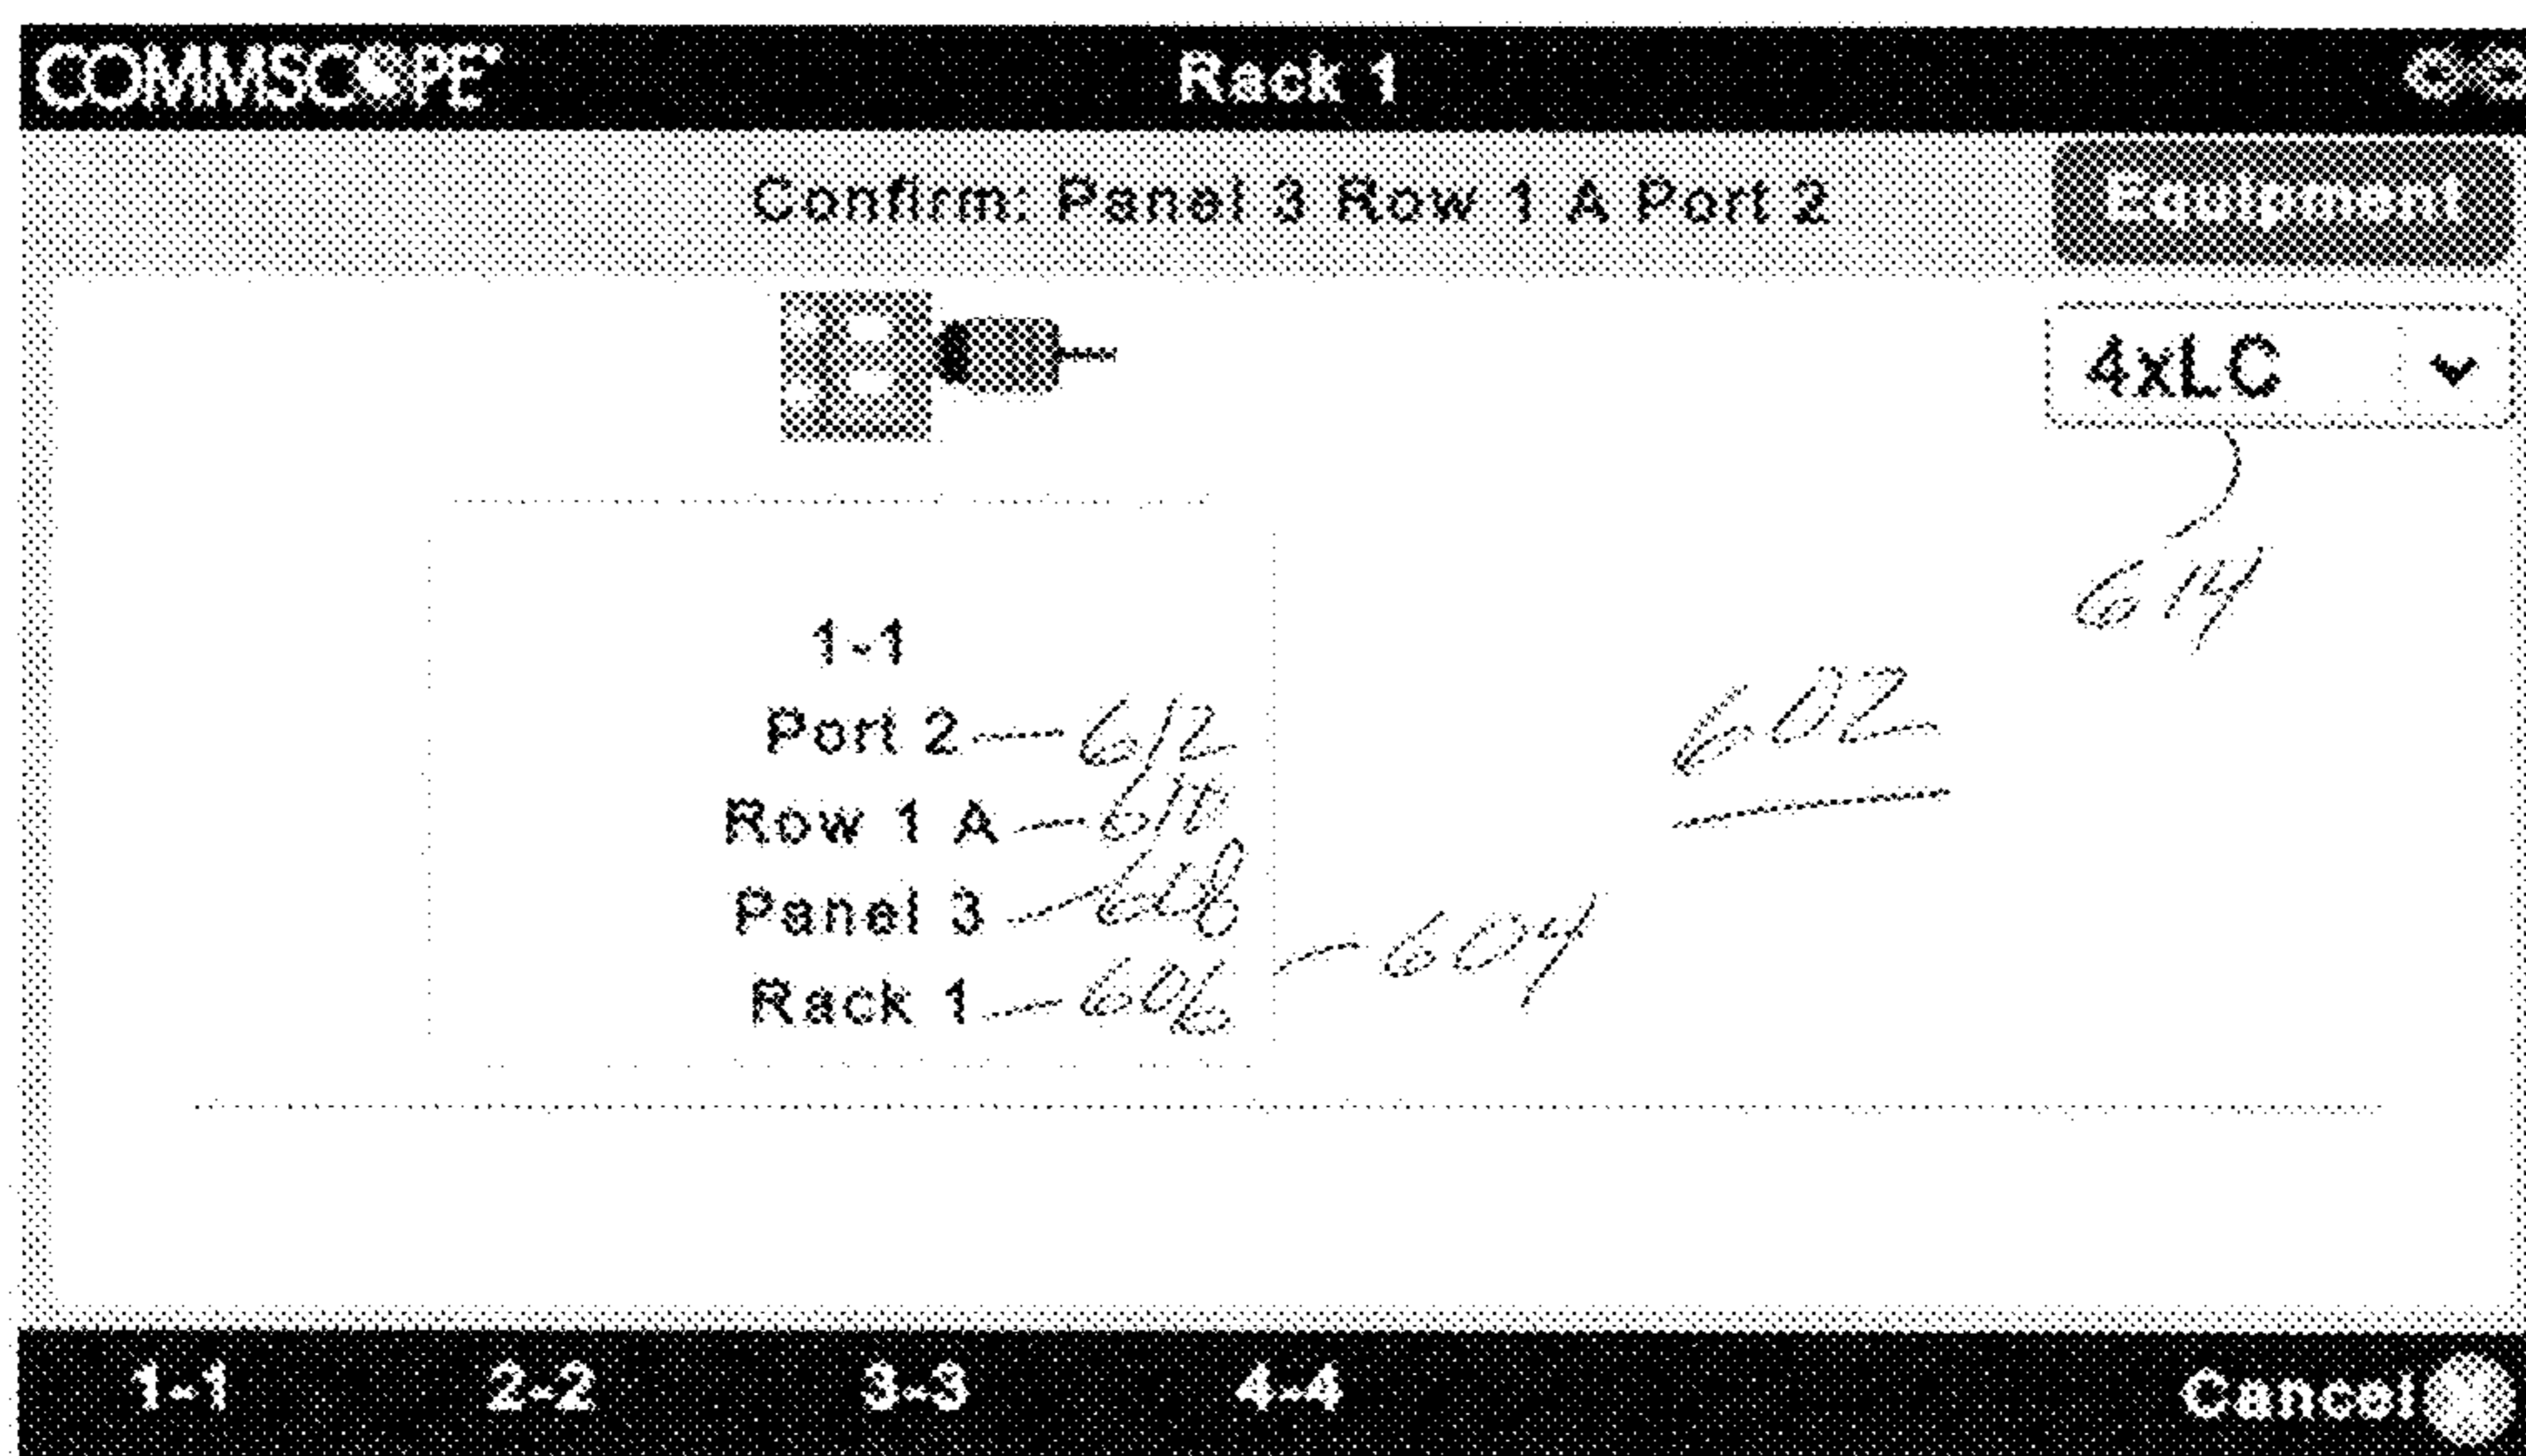 COMMSCOPE Rack 1
Confirm: Panel 3 Row 1 A Port 2 Equipment
4xLC
614
1-1
Port 2 612
602
Row 1 A 610
Panel 3 608
604
Rack 1 606
1-1 2-2 3-3 4-4 Cancel